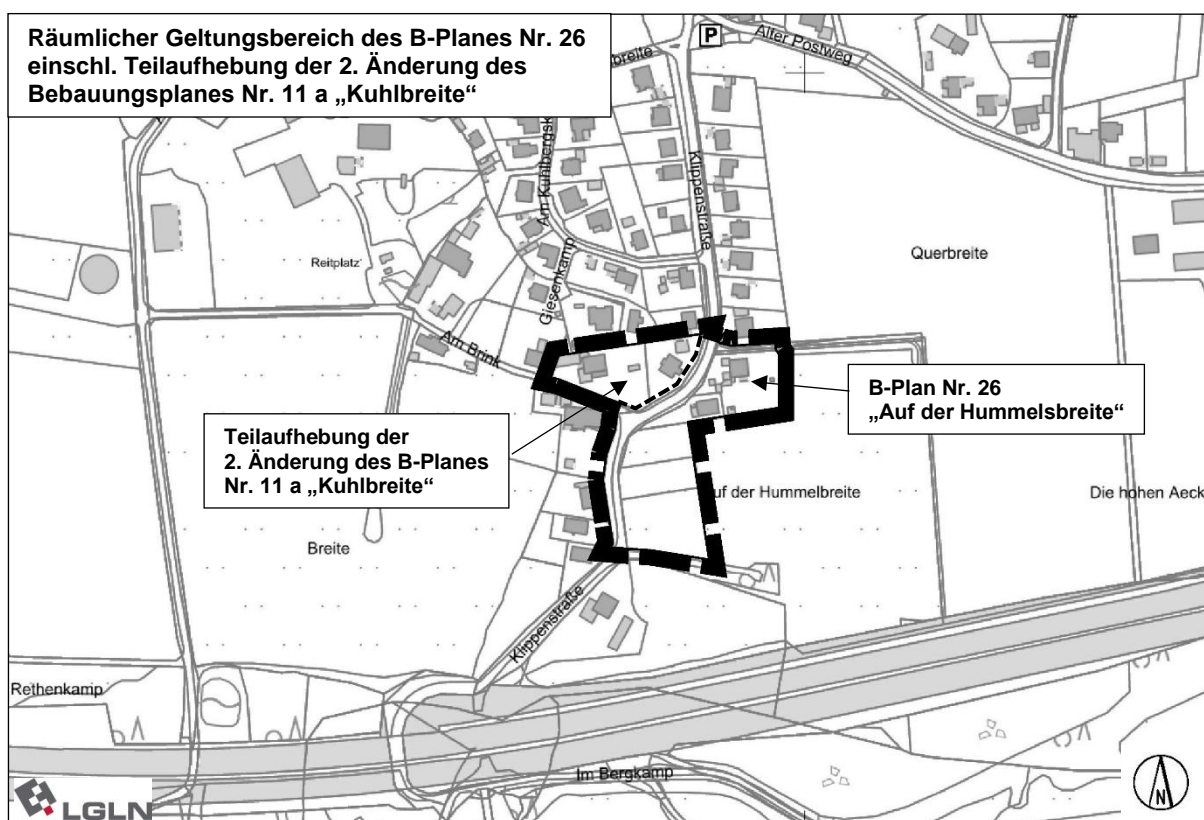 Räumlicher Geltungsbereich des B-Planes Nr. 26
einschl. Teilaufhebung der 2. Änderung des
Bebauungsplanes Nr. 11 a „Kuhlbreite“
P
Alter Postweg
breite
Klippenstraße
Am Kuhlbergsk
Querbreite
Reitplatz
Giesenkamp
Am Brink
B-Plan Nr. 26
„Auf der Hummelsbreite“
Teilaufhebung der
2. Änderung des B-Planes
Nr. 11 a „Kuhlbreite“
uf der Hummelbreite
Die hohen Aeck
Breite
Klippenstraße
Rethenkamp
Im Bergkamp
LGLN
N